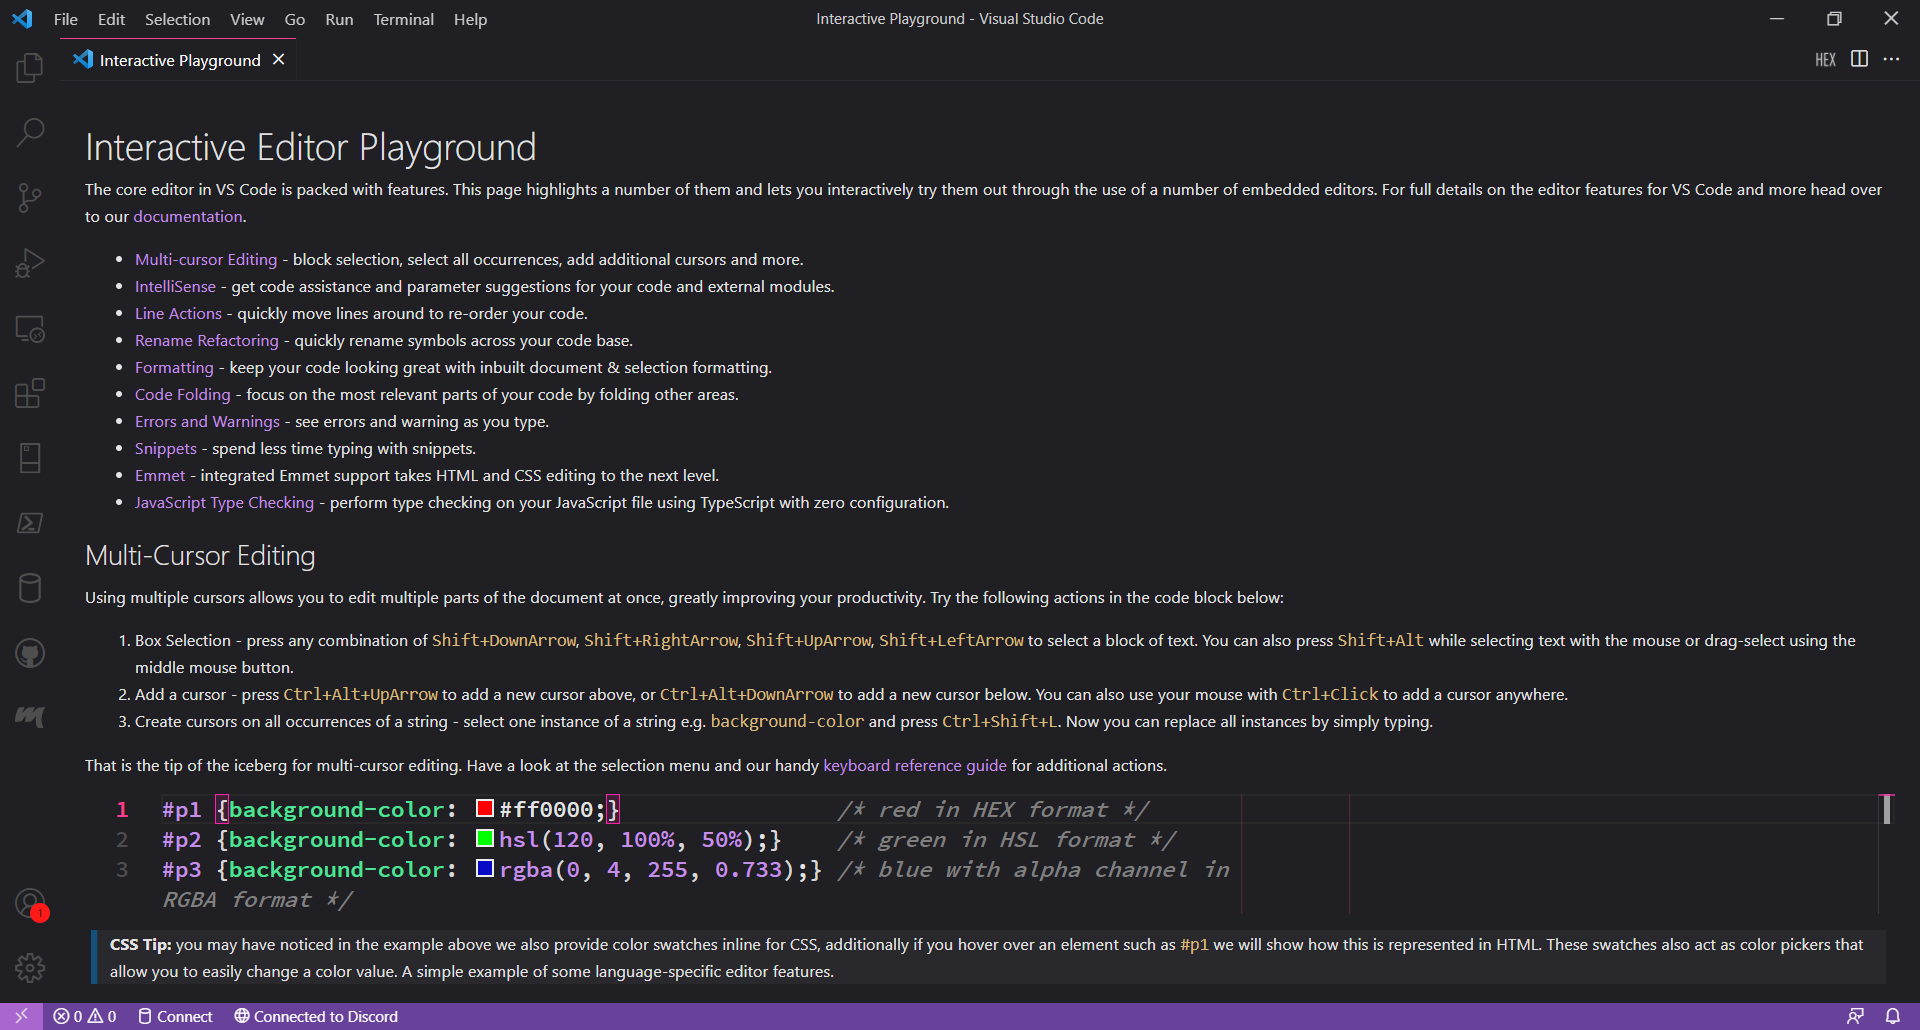 File Edit Selection View Go Run Terminal Help
Interactive Playground - Visual Studio Code
Interactive Playground
HEX
Interactive Editor Playground
The core editor in VS Code is packed with features. This page highlights a number of them and lets you interactively try them out through the use of a number of embedded editors. For full details on the editor features for VS Code and more head over
to our documentation.
• Multi-cursor Editing - block selection, select all occurrences, add additional cursors and more.
• IntelliSense - get code assistance and parameter suggestions for your code and external modules.
• Line Actions - quickly move lines around to re-order your code.
• Rename Refactoring - quickly rename symbols across your code base.
• Formatting - keep your code looking great with inbuilt document & selection formatting.
• Code Folding - focus on the most relevant parts of your code by folding other areas.
• Errors and Warnings - see errors and warning as you type.
• Snippets - spend less time typing with snippets.
• Emmet - integrated Emmet support takes HTML and CSS editing to the next level.
• JavaScript Type Checking - perform type checking on your JavaScript file using TypeScript with zero configuration.
Multi-Cursor Editing
Using multiple cursors allows you to edit multiple parts of the document at once, greatly improving your productivity. Try the following actions in the code block below:
1. Box Selection - press any combination of Shift+DownArrow, Shift+RightArrow, Shift+UpArrow, Shift+LeftArrow to select a block of text. You can also press Shift+Alt while selecting text with the mouse or drag-select using the
middle mouse button.
2. Add a cursor - press Ctrl+Alt+UpArrow to add a new cursor above, or Ctrl+Alt+DownArrow to add a new cursor below. You can also use your mouse with Ctrl+Click to add a cursor anywhere.
3. Create cursors on all occurrences of a string - select one instance of a string e.g. background-color and press Ctrl+Shift+L. Now you can replace all instances by simply typing.
That is the tip of the iceberg for multi-cursor editing. Have a look at the selection menu and our handy keyboard reference guide for additional actions.
1 #p1 {background-color: #ff0000;} /* red in HEX format */
2 #p2 {background-color: hsl(120, 100%, 50%);} /* green in HSL format */
3 #p3 {background-color: rgba(0, 4, 255, 0.733);} /* blue with alpha channel in
RGBA format */
CSS Tip: you may have noticed in the example above we also provide color swatches inline for CSS, additionally if you hover over an element such as #p1 we will show how this is represented in HTML. These swatches also act as color pickers that
allow you to easily change a color value. A simple example of some language-specific editor features.
1
0 0 Connect Connected to Discord